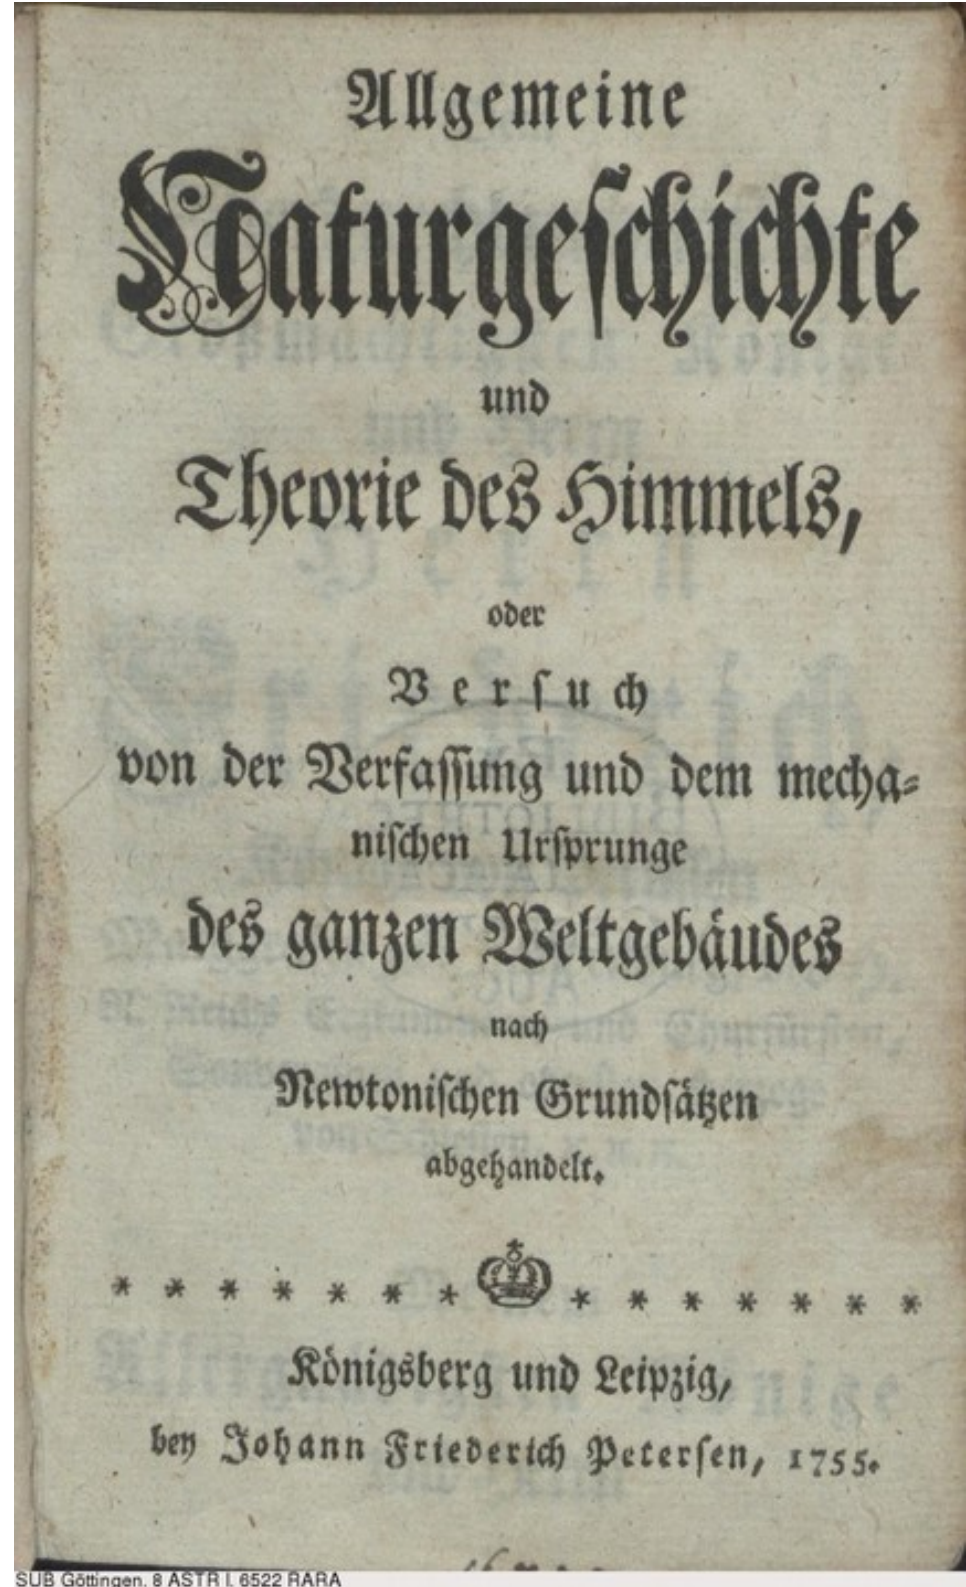 Allgemeine
Naturgeschichte
und
Theorie des Himmels,
oder
Verſuch
von der Verfaſſung und dem mecha-
niſchen Urſprunge
des ganzen Weltgebäudes
nach
Newtoniſchen Grundſätzen
abgehandelt.
* * * * * * * * * * * * * *
Königsberg und Leipzig,
bey Johann Friederich Peterſen, 1755.
SUB Göttingen, 8 ASTR I, 6522 RARA